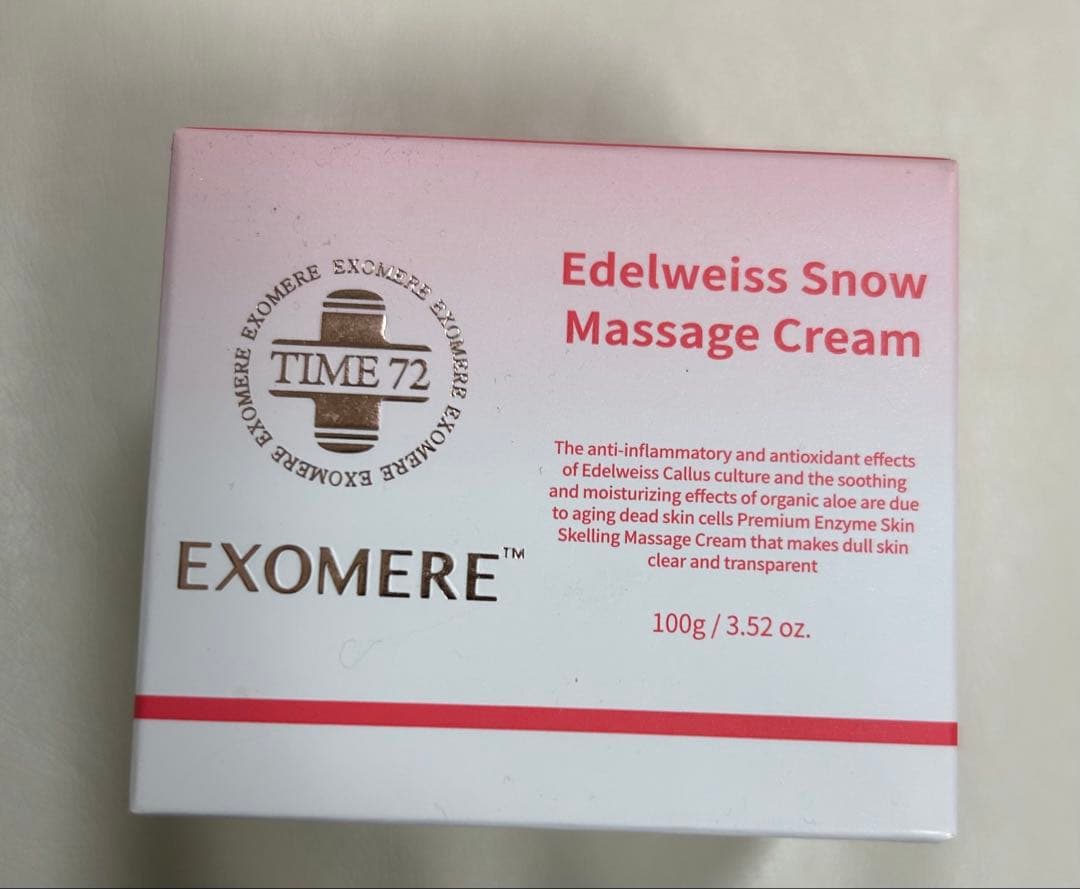 EXOMERE EXOMERE EXOMERE EXOMERE EXOMERE EXOMERE EXOMERE EXOMERE
TIME 72
EXOMERE™
Edelweiss Snow
Massage Cream
The anti-inflammatory and antioxidant effects
of Edelweiss Callus culture and the soothing
and moisturizing effects of organic aloe are due
to aging dead skin cells Premium Enzyme Skin
Skelling Massage Cream that makes dull skin
clear and transparent
100g / 3.52 oz.